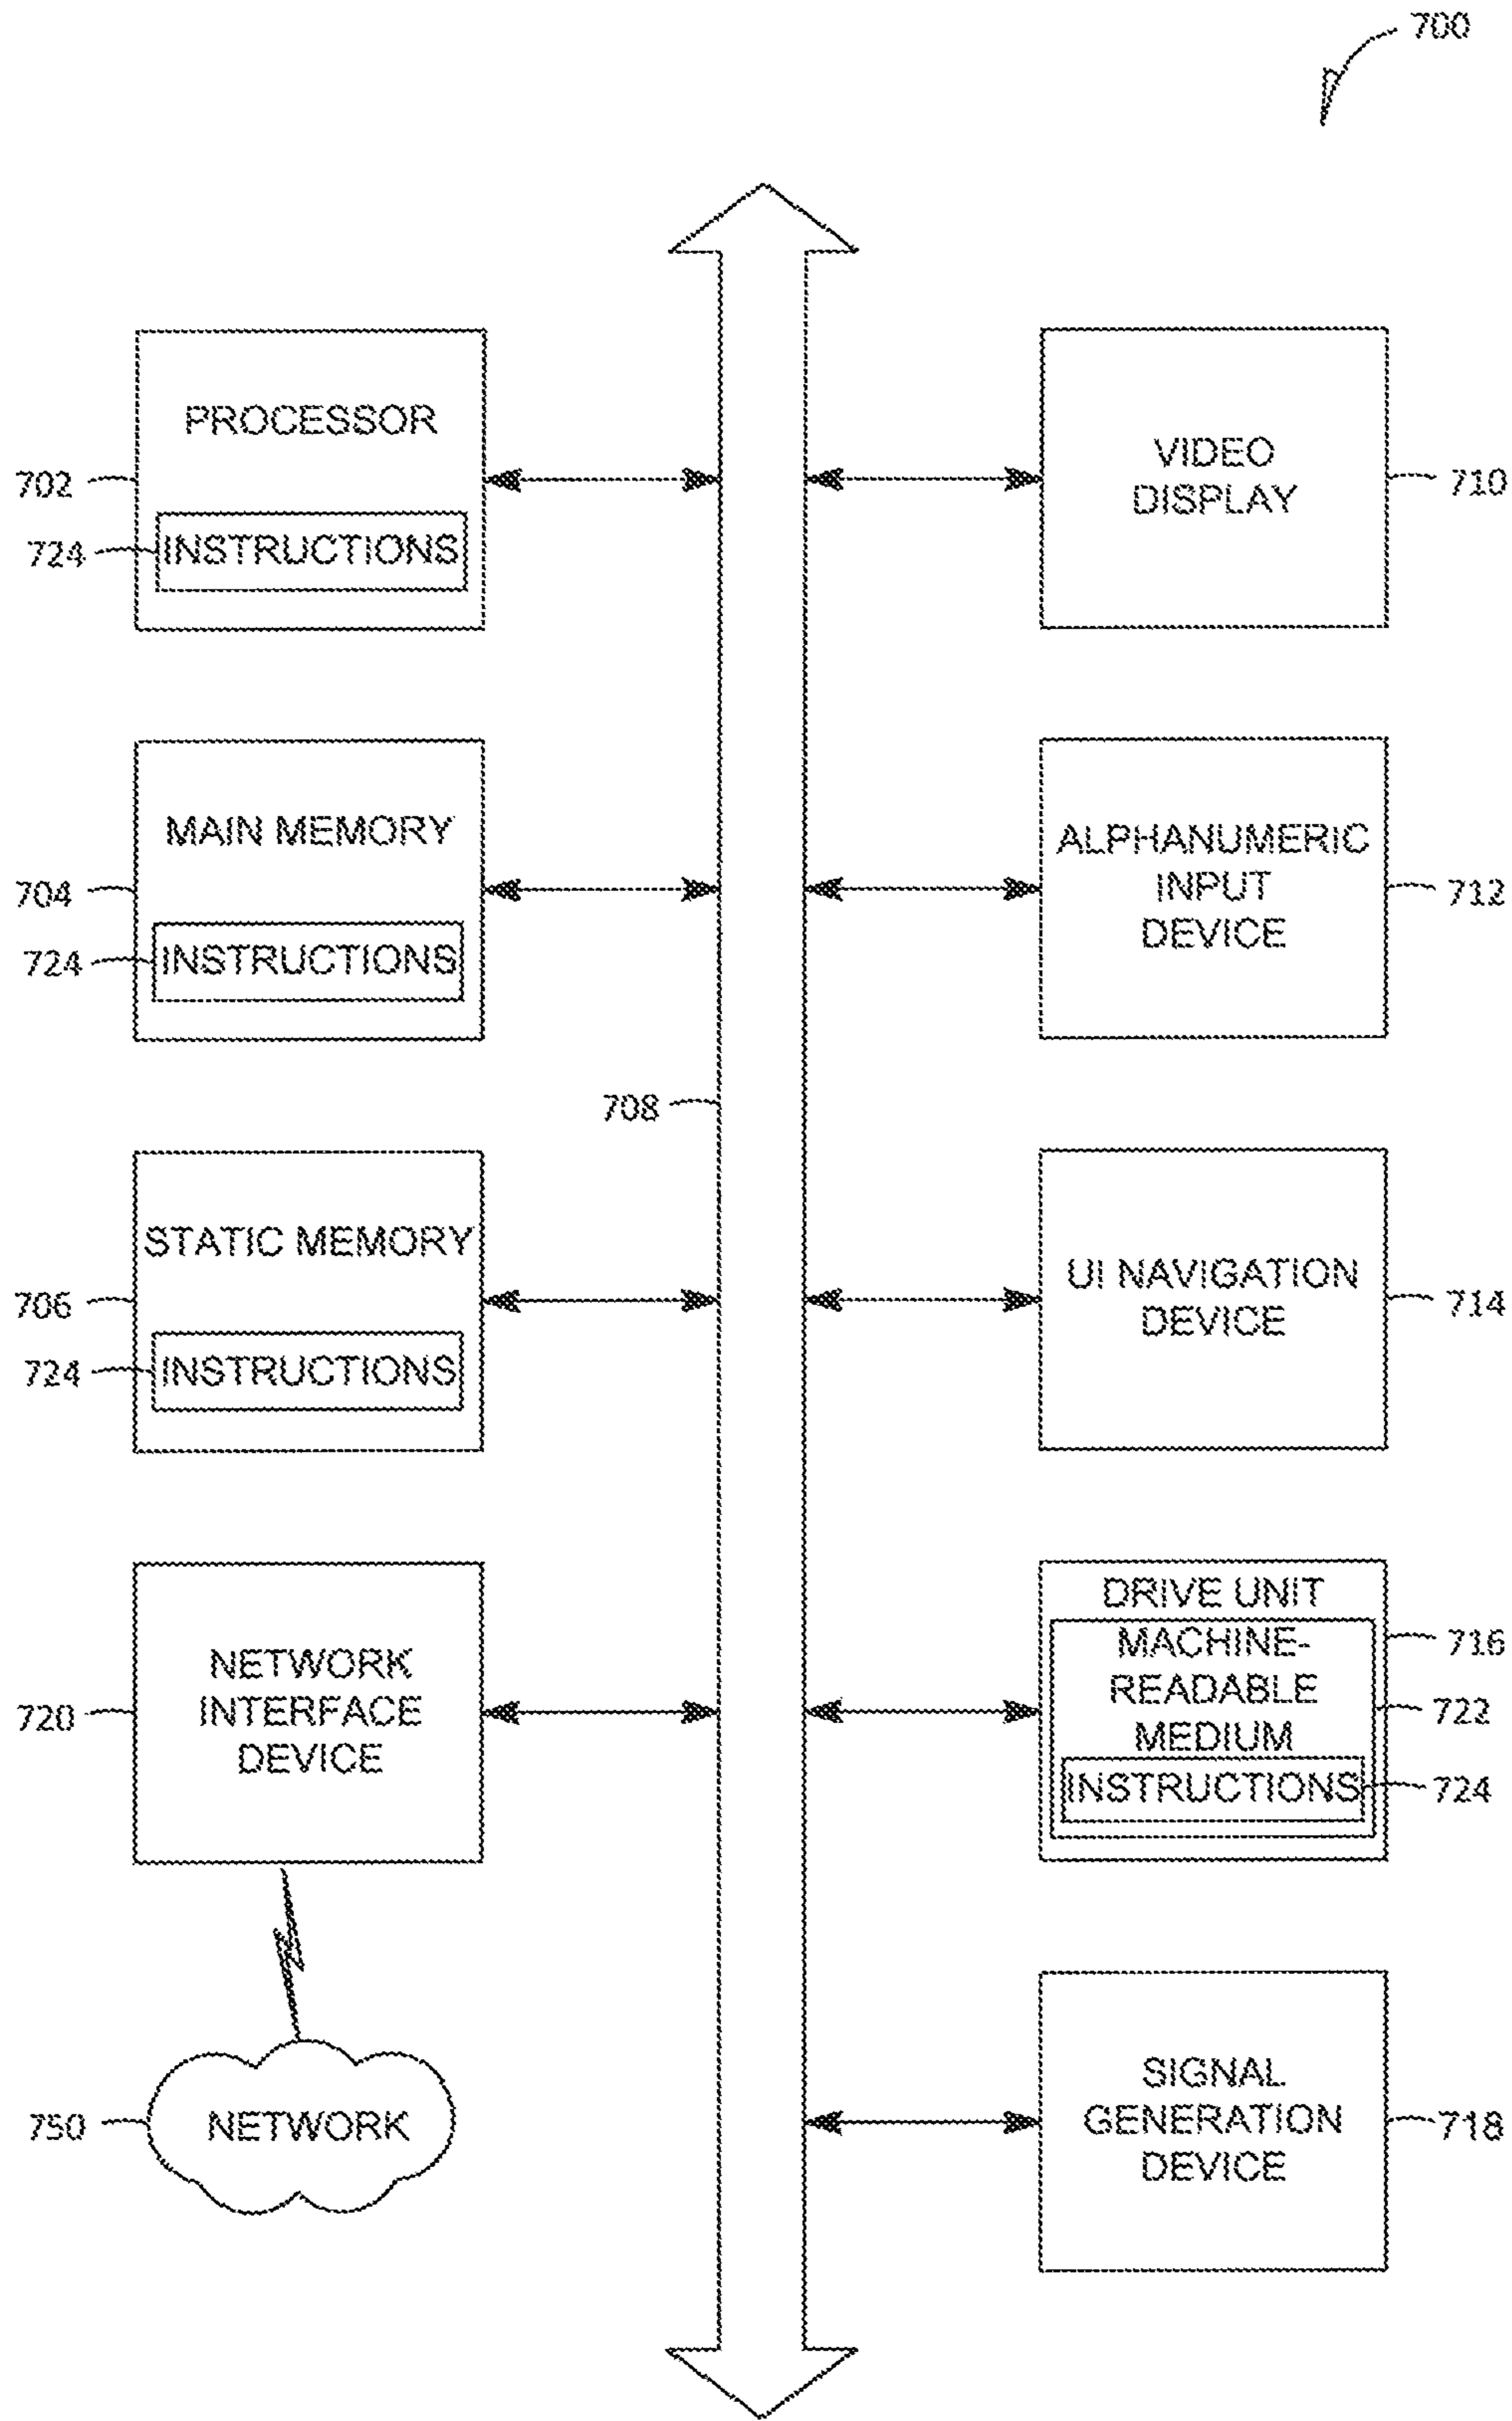 700
PROCESSOR
702
724
INSTRUCTIONS
VIDEO
DISPLAY
710
MAIN MEMORY
704
724
INSTRUCTIONS
ALPHANUMERIC
INPUT
DEVICE
712
708
STATIC MEMORY
706
724
INSTRUCTIONS
UI NAVIGATION
DEVICE
714
NETWORK
INTERFACE
DEVICE
720
DRIVE UNIT
MACHINE-
READABLE
MEDIUM
INSTRUCTIONS
716
722
724
NETWORK
750
SIGNAL
GENERATION
DEVICE
718